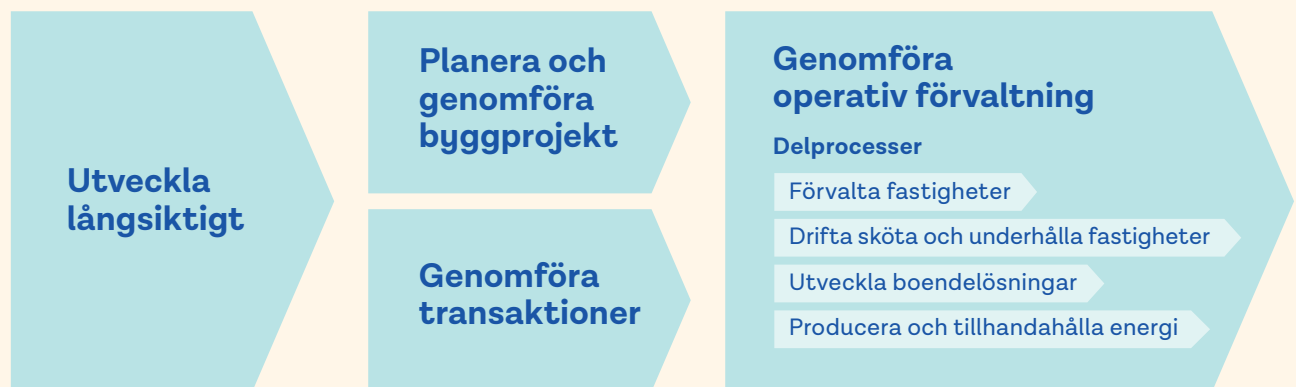 Utveckla
långsiktigt
Planera och
genomföra
byggprojekt
Genomföra
transaktioner
Genomföra
operativ förvaltning
Delprocesser
Förvalta fastigheter
Drifta sköta och underhålla fastigheter
Utveckla boendelösningar
Producera och tillhandahålla energi